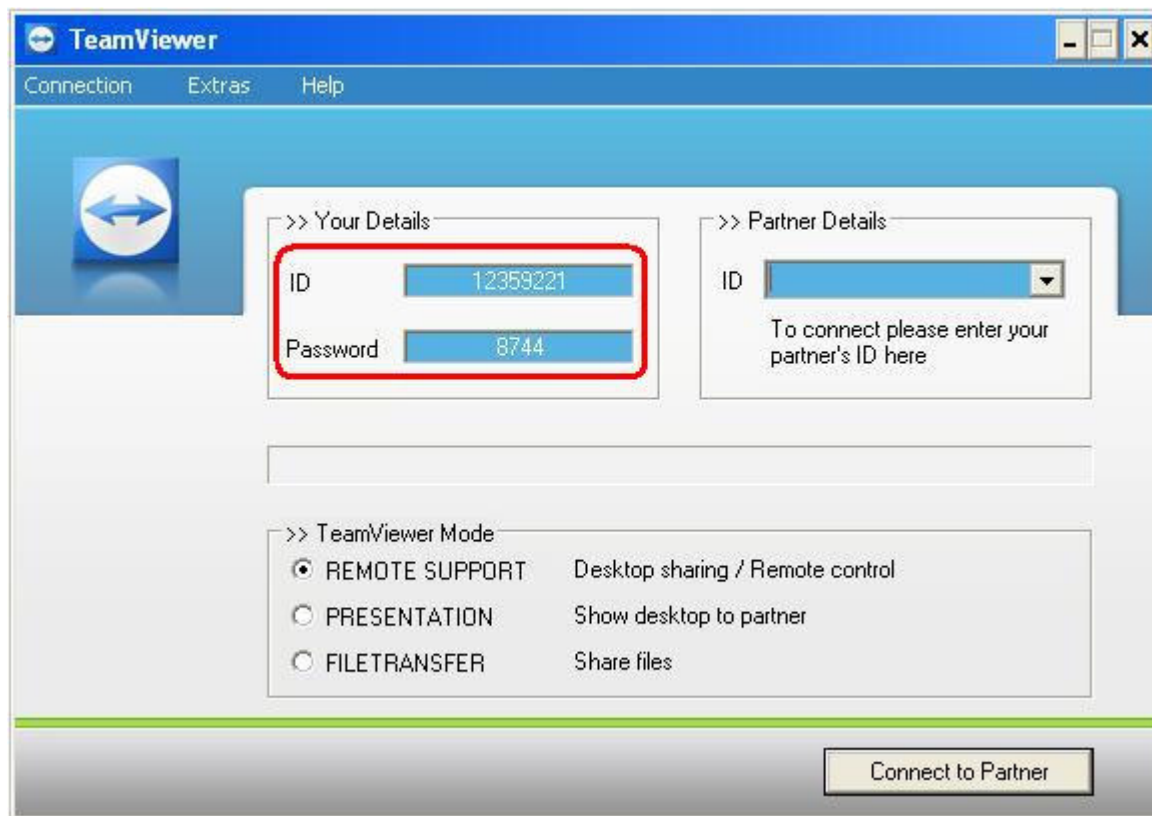 TeamViewer
Connection Extras Help
>> Your Details
ID 12359221
Password 8744
>> Partner Details
ID
To connect please enter your
partner's ID here
>> TeamViewer Mode
REMOTE SUPPORT Desktop sharing / Remote control
PRESENTATION Show desktop to partner
FILETRANSFER Share files
Connect to Partner